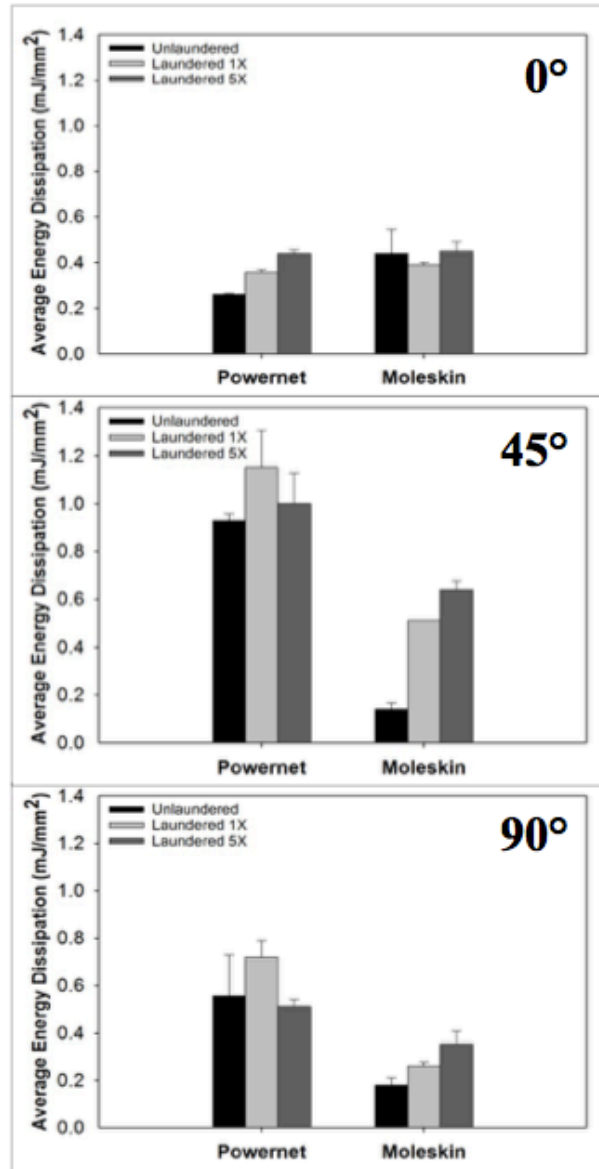 1.4
1.2
1.0
0.8
0.6
0.4
0.2
0.0
Average Energy Dissipation (mJ/mm²)
Unlaundered
Laundered 1X
Laundered 5X
0°
Powernet Moleskin
1.4
1.2
1.0
0.8
0.6
0.4
0.2
0.0
Average Energy Dissipation (mJ/mm²)
Unlaundered
Laundered 1X
Laundered 5X
45°
Powernet Moleskin
1.4
1.2
1.0
0.8
0.6
0.4
0.2
0.0
Average Energy Dissipation (mJ/mm²)
Unlaundered
Laundered 1X
Laundered 5X
90°
Powernet Moleskin